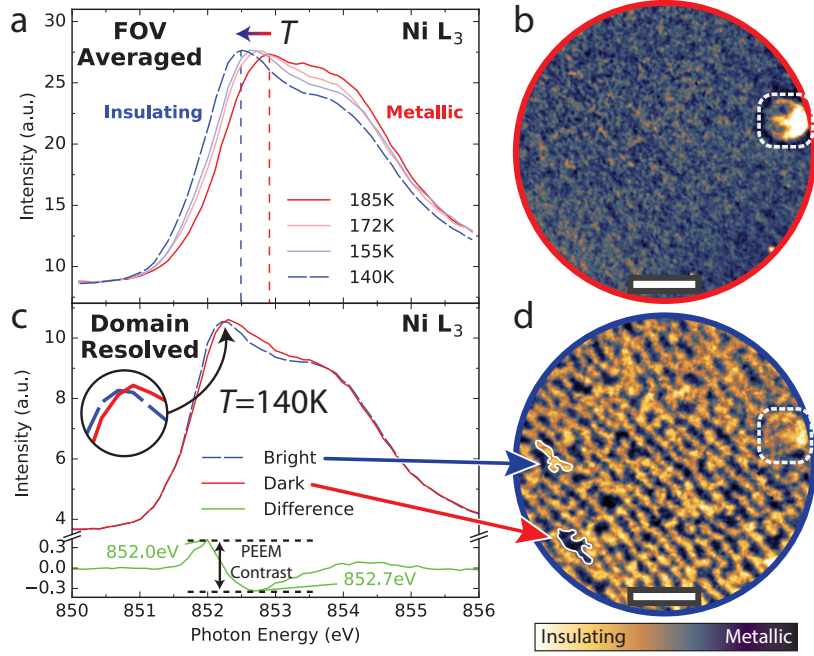 a
FOV
Averaged
T
Ni L3
Insulating
Metallic
185K
172K
155K
140K
Intensity (a.u.)
30
25
20
15
10
b
c
Domain
Resolved
Ni L3
T=140K
Bright
Dark
Difference
852.0eV
PEEM
Contrast
852.7eV
Intensity (a.u.)
10
8
6
4
0.3
0.0
−0.3
850
851
852
853
854
855
856
Photon Energy (eV)
d
Insulating
Metallic